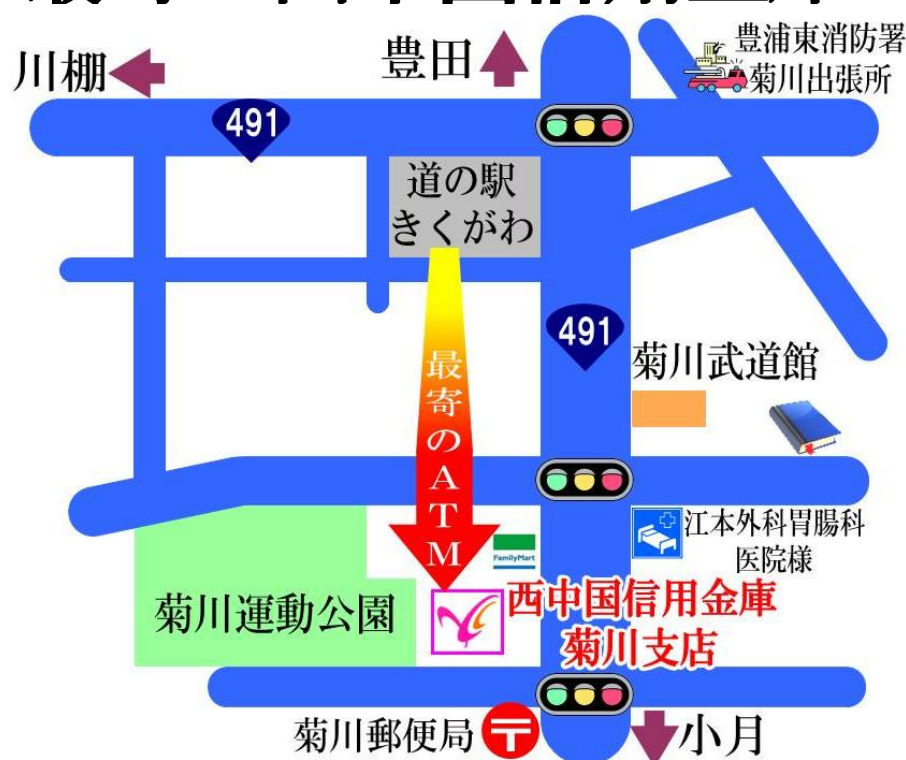 豊浦東消防署
菊川出張所
川棚
豊田
491
道の駅
きくがわ
491
菊川武道館
最寄のATM
江本外科胃腸科
医院様
FamilyMart
西中国信用金庫
菊川支店
菊川運動公園
菊川郵便局
小月